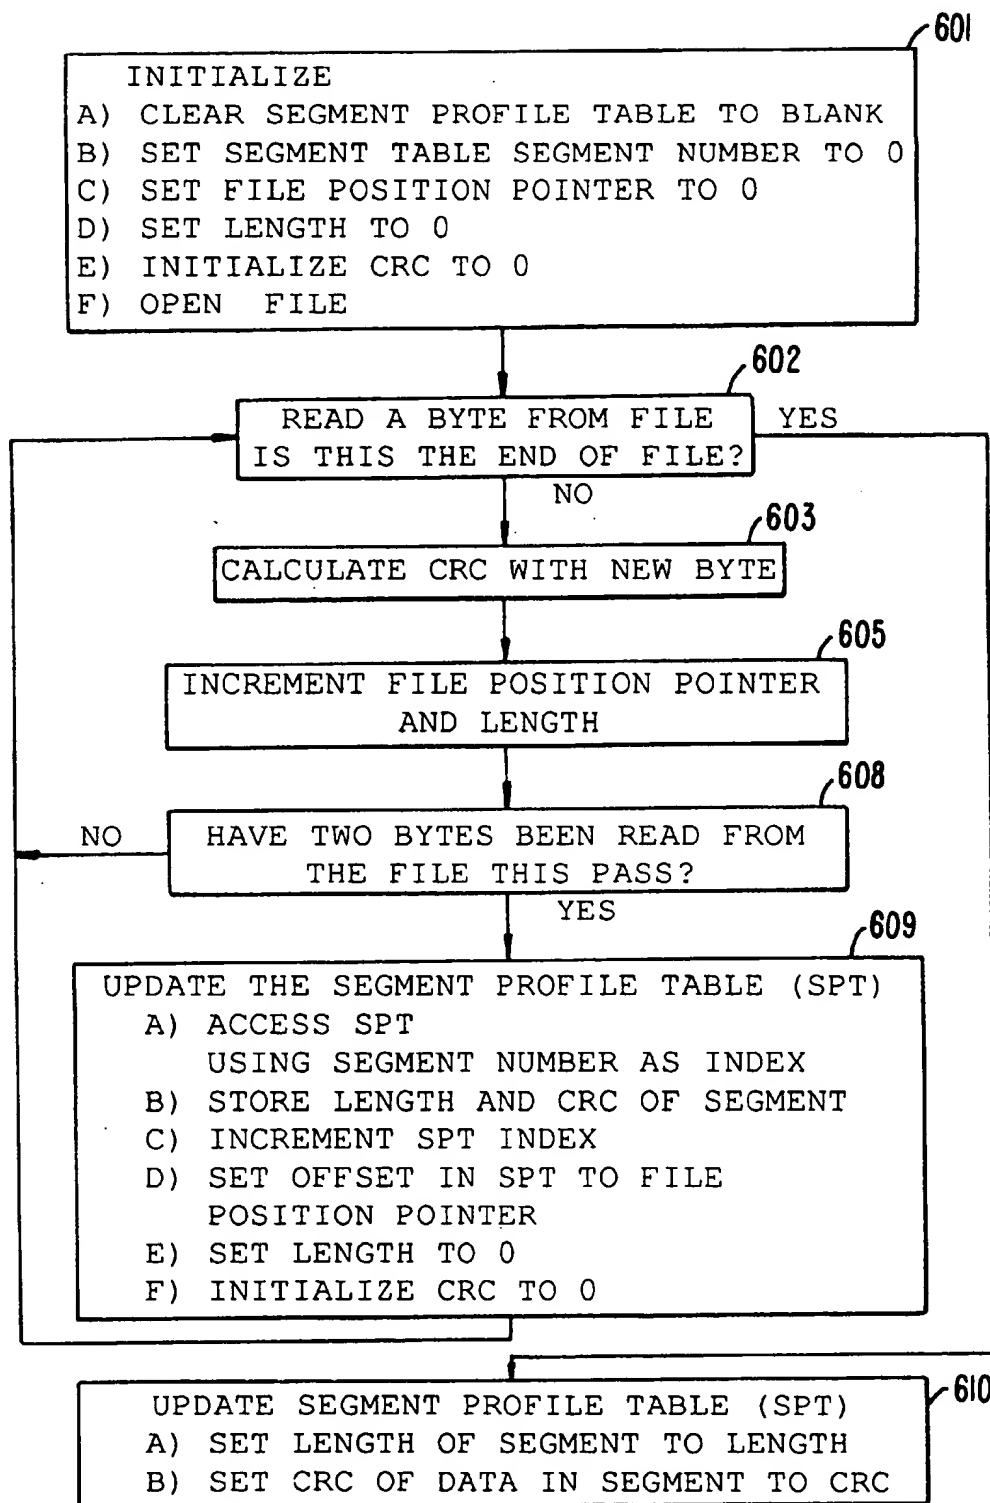 601
INITIALIZE
A) CLEAR SEGMENT PROFILE TABLE TO BLANK
B) SET SEGMENT TABLE SEGMENT NUMBER TO 0
C) SET FILE POSITION POINTER TO 0
D) SET LENGTH TO 0
E) INITIALIZE CRC TO 0
F) OPEN FILE
602
READ A BYTE FROM FILE
IS THIS THE END OF FILE?
YES
NO
603
CALCULATE CRC WITH NEW BYTE
605
INCREMENT FILE POSITION POINTER
AND LENGTH
608
HAVE TWO BYTES BEEN READ FROM
THE FILE THIS PASS?
NO
YES
609
UPDATE THE SEGMENT PROFILE TABLE (SPT)
A) ACCESS SPT
USING SEGMENT NUMBER AS INDEX
B) STORE LENGTH AND CRC OF SEGMENT
C) INCREMENT SPT INDEX
D) SET OFFSET IN SPT TO FILE
POSITION POINTER
E) SET LENGTH TO 0
F) INITIALIZE CRC TO 0
610
UPDATE SEGMENT PROFILE TABLE (SPT)
A) SET LENGTH OF SEGMENT TO LENGTH
B) SET CRC OF DATA IN SEGMENT TO CRC